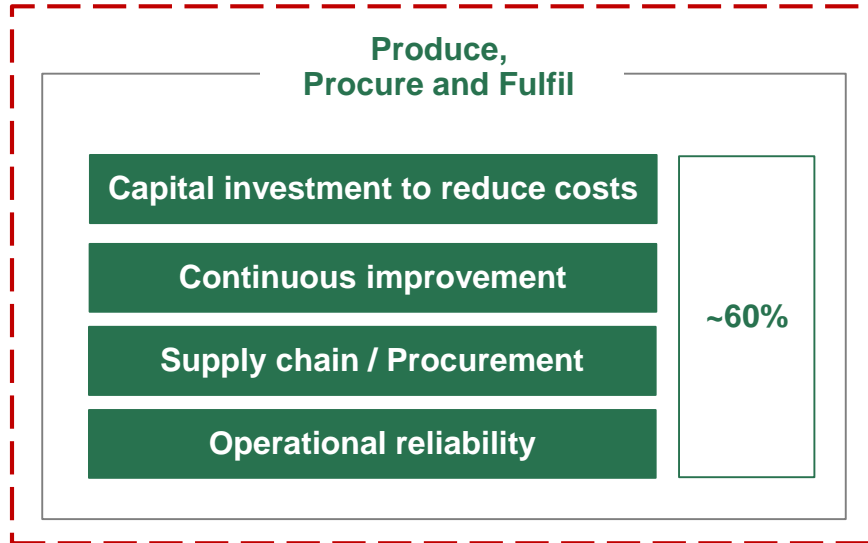 Produce,
Procure and Fulfil
Capital investment to reduce costs
Continuous improvement
~60%
Supply chain / Procurement
Operational reliability